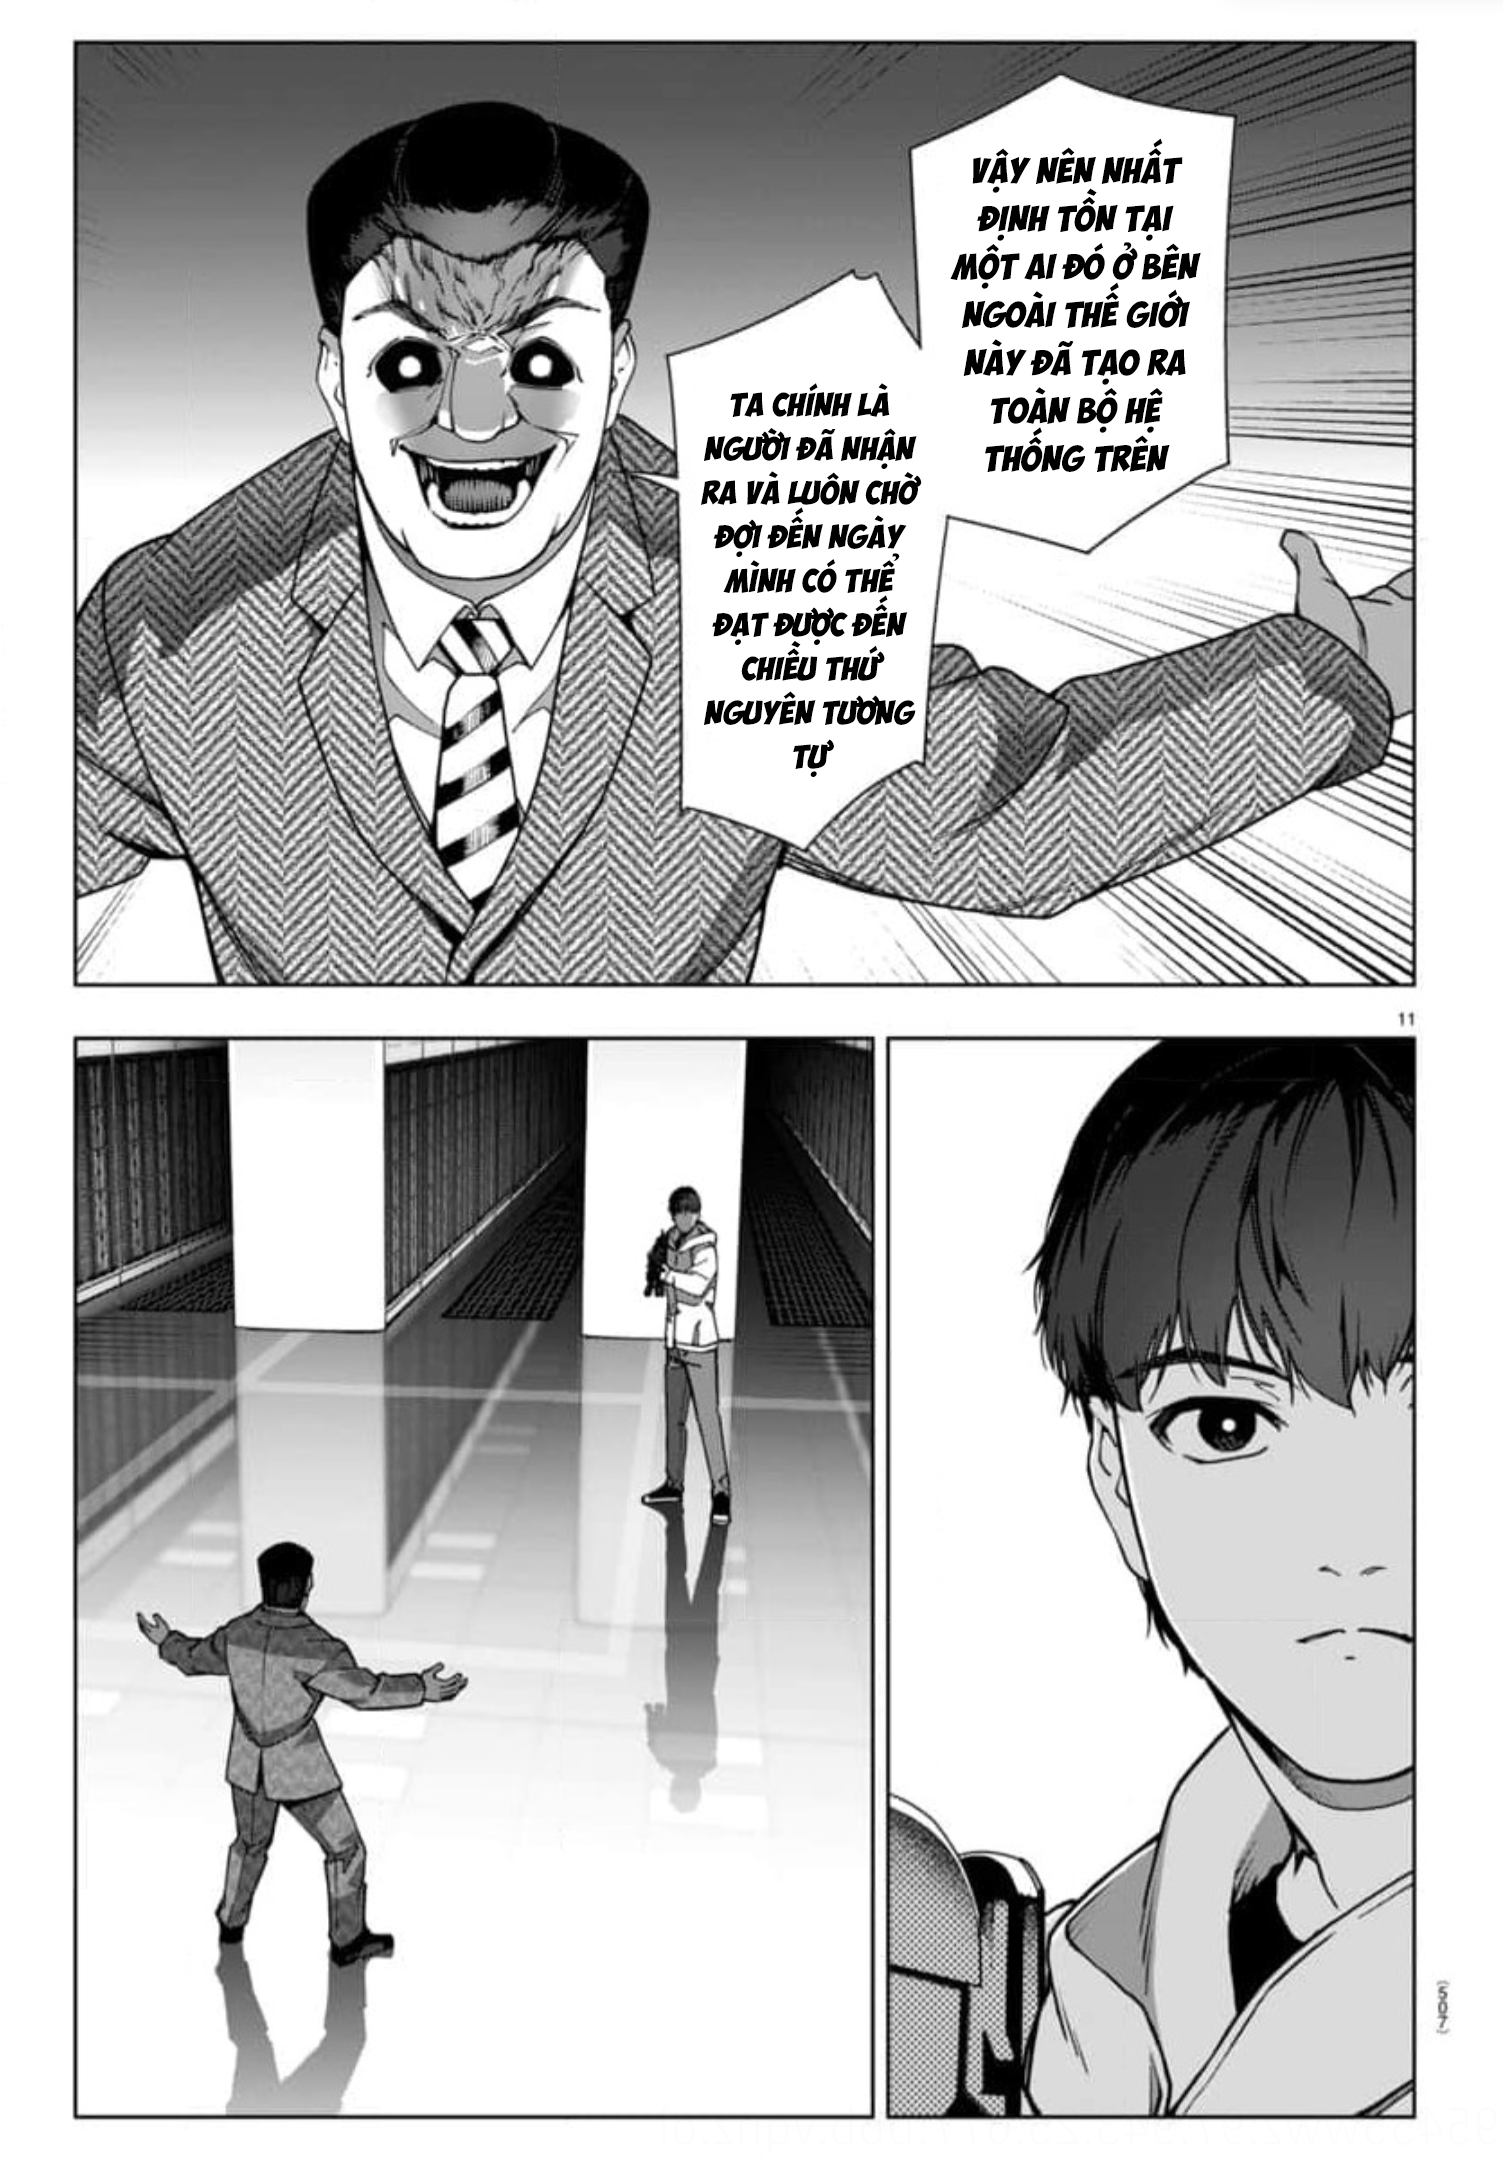 VẬY NÊN NHẤT
ĐỊNH TỒN TẠI
MỘT AI ĐÓ Ở BÊN
NGOÀI THẾ GIỚI
NÀY ĐÃ TẠO RA
TOÀN BỘ HỆ
THỐNG TRÊN
TA CHÍNH LÀ
NGƯỜI ĐÃ NHẬN
RA VÀ LUÔN CHỜ
ĐỢI ĐẾN NGÀY
MÌNH CÓ THỂ
ĐẠT ĐƯỢC ĐẾN
CHIỀU THỨ
NGUYÊN TƯƠNG
TỰ
11
(507)